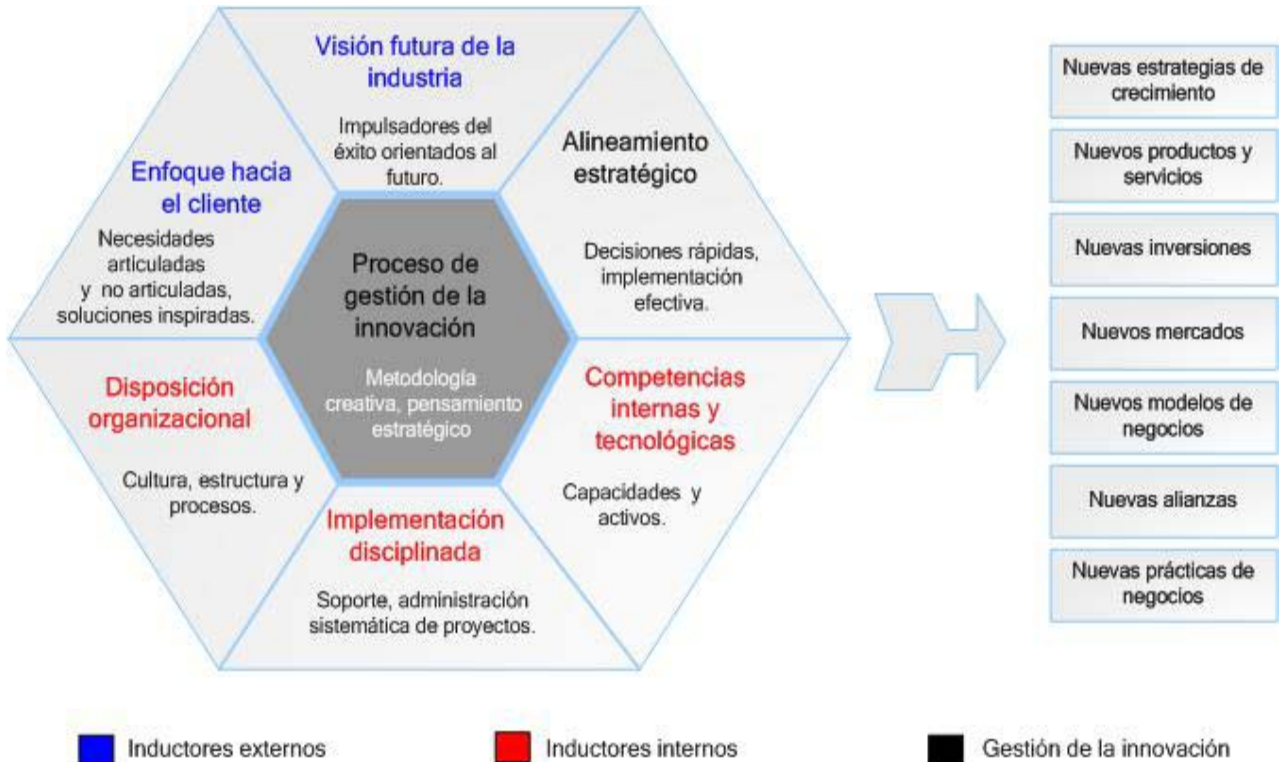 Visión futura de la
industria
Impulsadores del
éxito orientados al
futuro.
Alineamiento
estratégico
Decisiones rápidas,
implementación
efectiva.
Enfoque hacia
el cliente
Necesidades
articuladas
y no articuladas,
soluciones inspiradas.
Proceso de
gestión de la
innovación
Metodología
creativa, pensamiento
estratégico
Disposición
organizacional
Cultura, estructura y
procesos.
Competencias
internas y
tecnológicas
Capacidades y
activos.
Implementación
disciplinada
Soporte, administración
sistemática de proyectos.
Nuevas estrategias de
crecimiento
Nuevos productos y
servicios
Nuevas inversiones
Nuevos mercados
Nuevos modelos de
negocios
Nuevas alianzas
Nuevas prácticas de
negocios
Inductores externos
Inductores internos
Gestión de la innovación